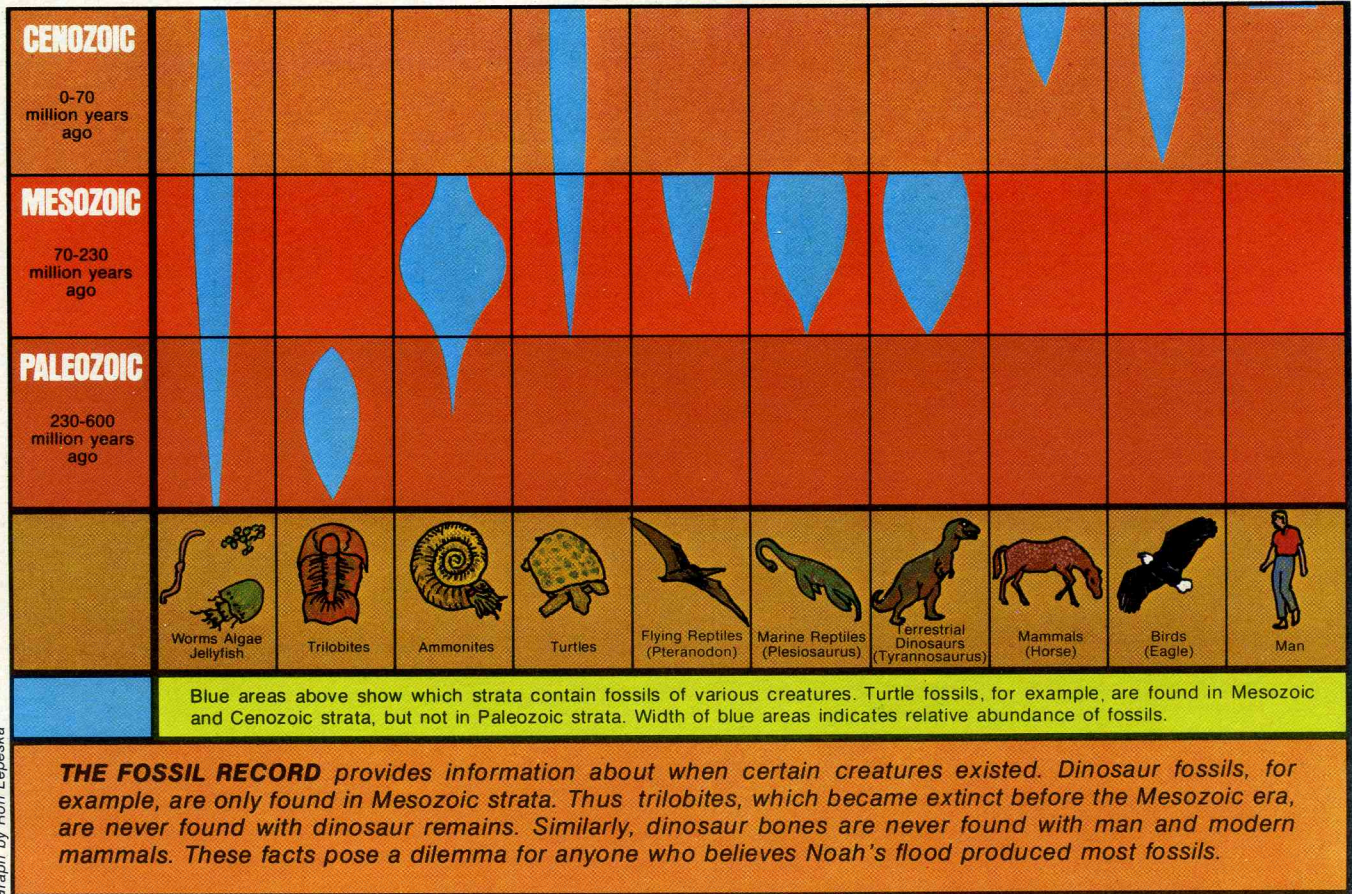 CENOZOIC
0-70
million years
ago
MESOZOIC
70-230
million years
ago
PALEOZOIC
230-600
million years
ago
Worms Algae
Jellyfish
Trilobites
Ammonites
Turtles
Flying Reptiles
(Pteranodon)
Marine Reptiles
(Plesiosaurus)
Terrestrial
Dinosaurs
(Tyrannosaurus)
Mammals
(Horse)
Birds
(Eagle)
Man
Blue areas above show which strata contain fossils of various creatures. Turtle fossils, for example, are found in Mesozoic
and Cenozoic strata, but not in Paleozoic strata. Width of blue areas indicates relative abundance of fossils.
THE FOSSIL RECORD provides information about when certain creatures existed. Dinosaur fossils, for
example, are only found in Mesozoic strata. Thus trilobites, which became extinct before the Mesozoic era,
are never found with dinosaur remains. Similarly, dinosaur bones are never found with man and modern
mammals. These facts pose a dilemma for anyone who believes Noah's flood produced most fossils.
Graph by Ron Lepeska